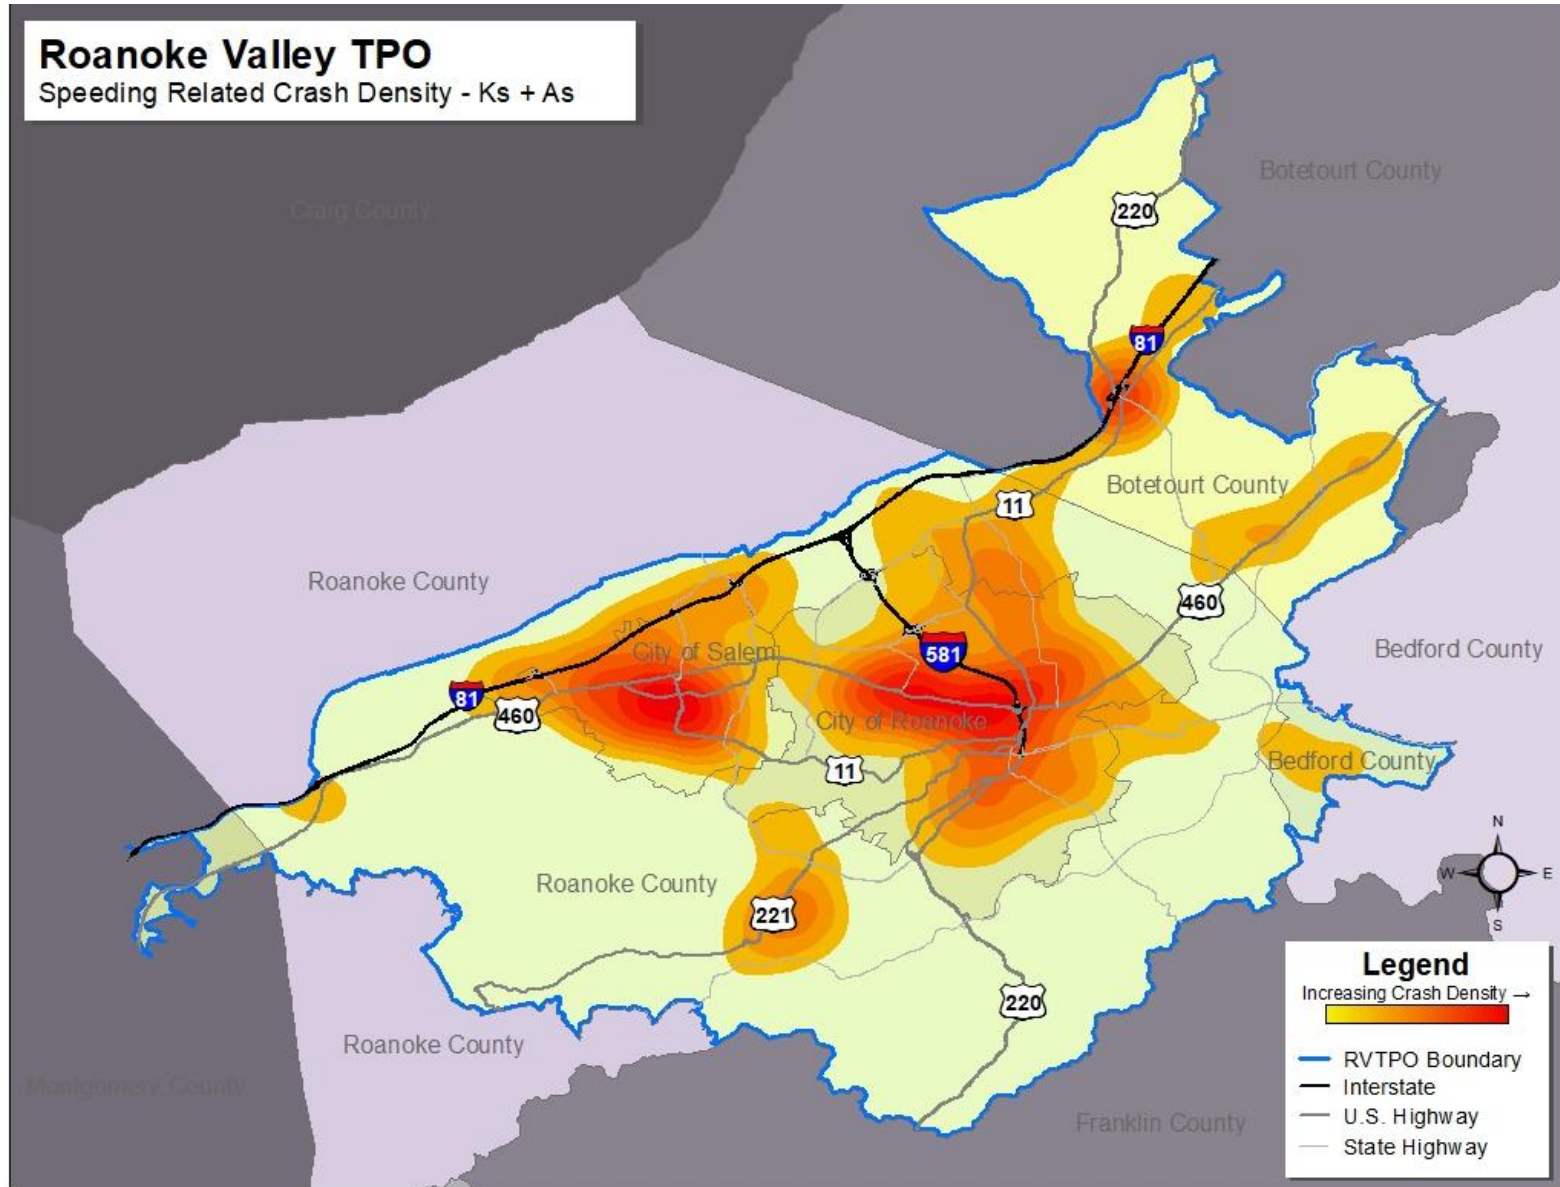 Roanoke Valley TPO
Speeding Related Crash Density - Ks + As
Botetourt County
Craig County
220
81
Botetourt County
11
Roanoke County
460
City of Salem
581
Bedford County
81
460
City of Roanoke
11
Bedford County
N
W
E
S
Roanoke County
221
Legend
Increasing Crash Density →
220
Roanoke County
RVTPO Boundary
Interstate
Montgomery County
U.S. Highway
Franklin County
State Highway